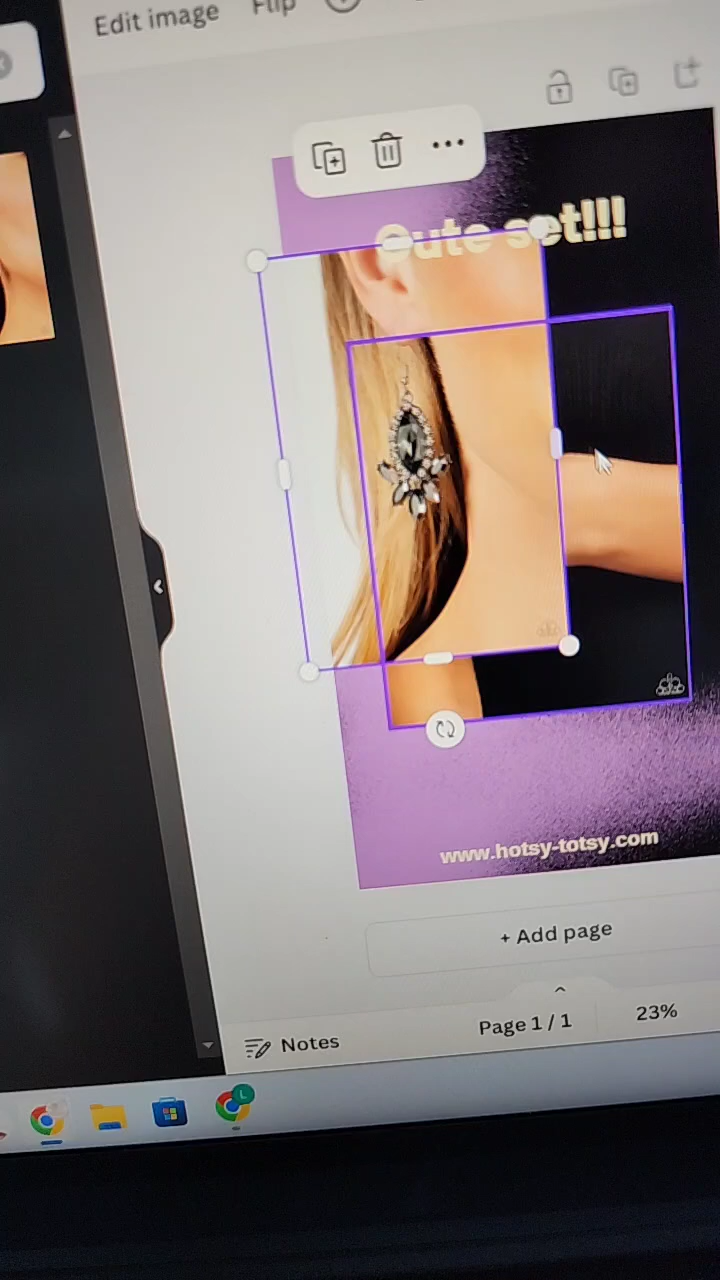 Edit image Flip
Cute set!!!
www.hotsy-totsy.com
+ Add page
Notes
Page 1 / 1
23%
L